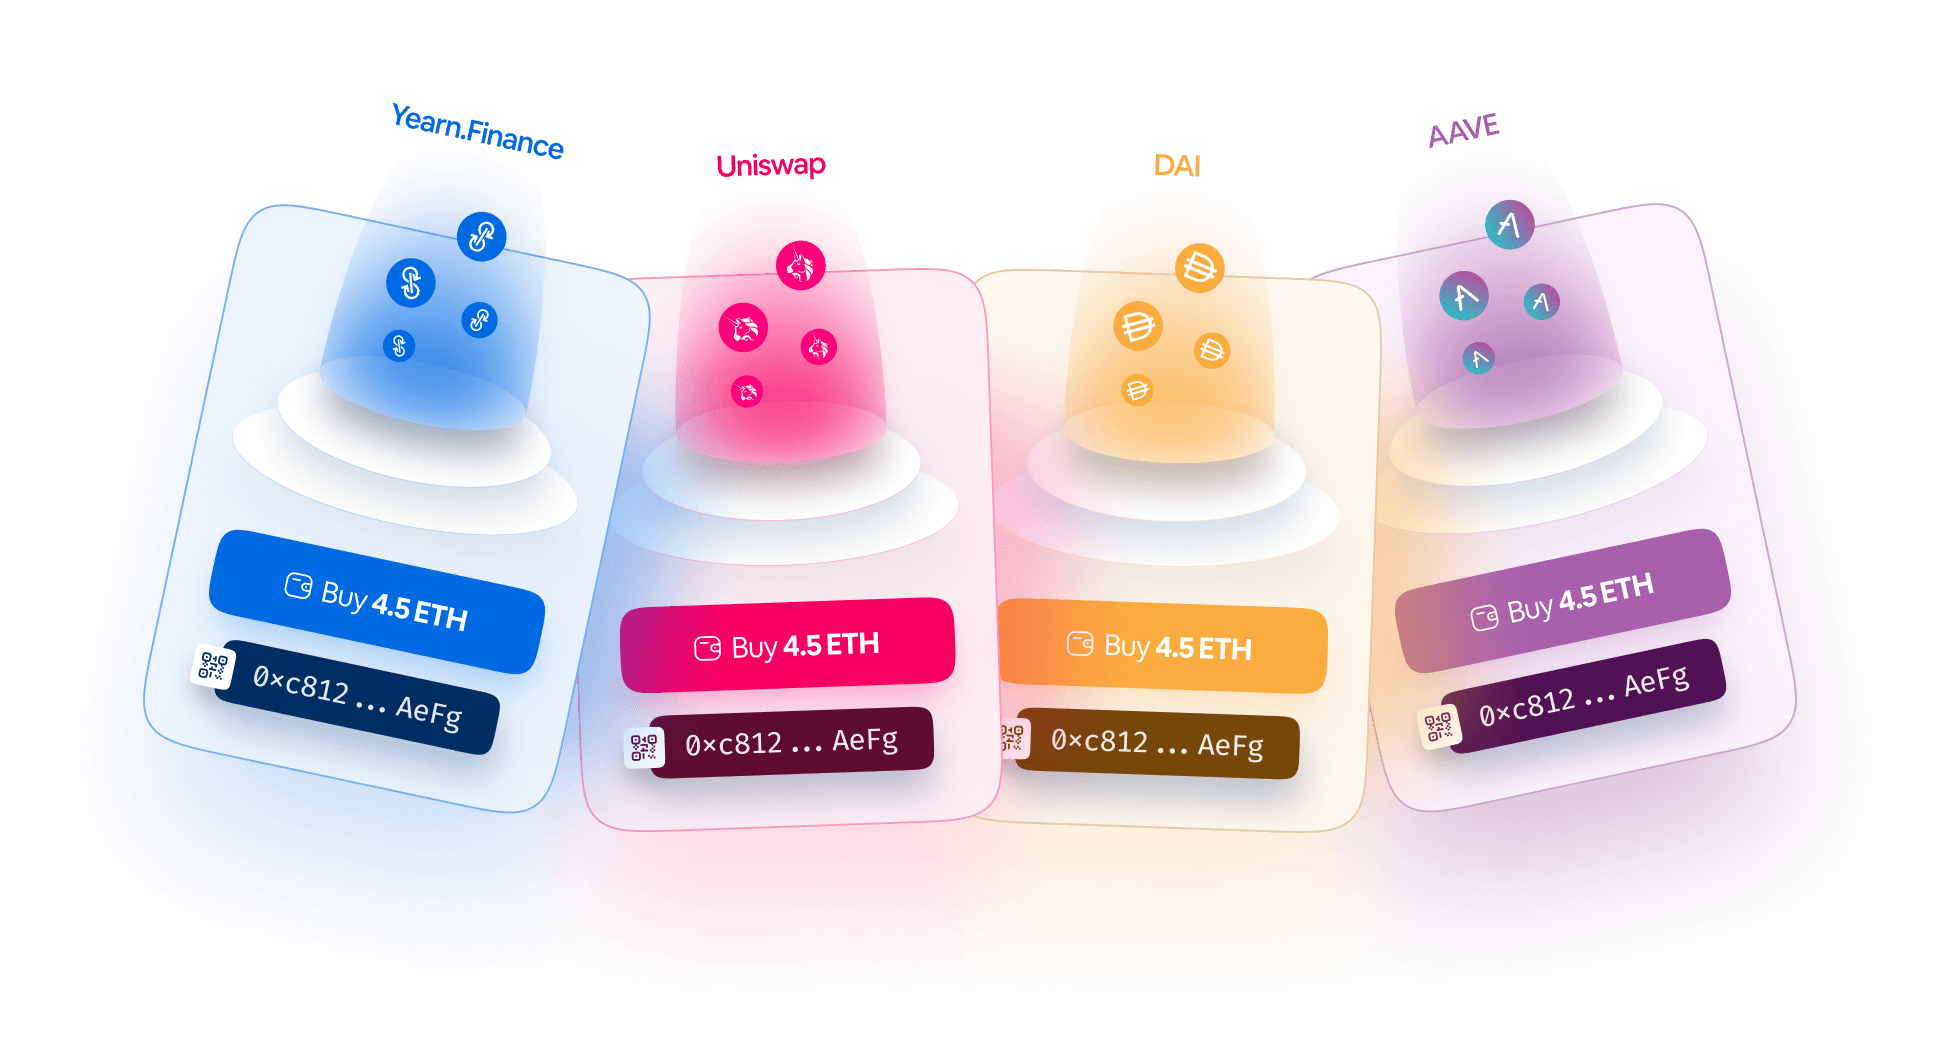 Yearn.Finance
Buy 4.5 ETH
0×c812 ... AeFg
Uniswap
Buy 4.5 ETH
0×c812 ... AeFg
DAI
Buy 4.5 ETH
0×c812 ... AeFg
AAVE
Buy 4.5 ETH
0×c812 ... AeFg